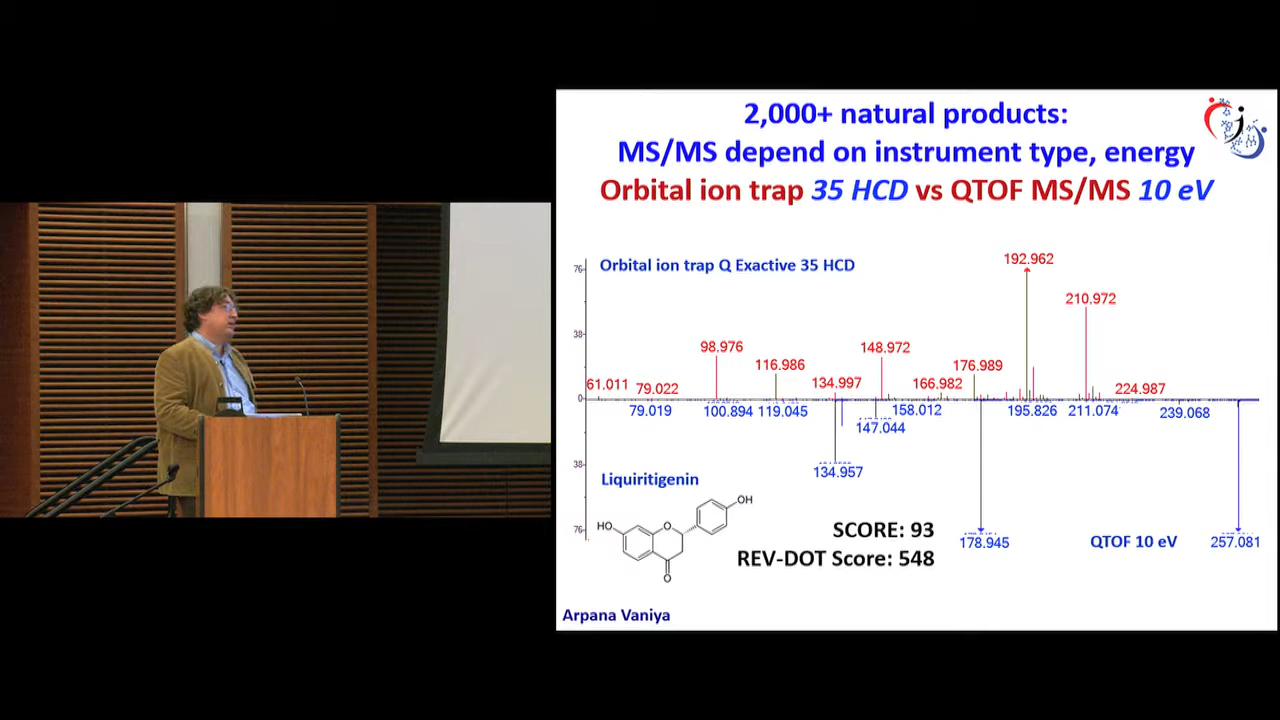 2,000+ natural products:
MS/MS depend on instrument type, energy
Orbital ion trap 35 HCD vs QTOF MS/MS 10 eV
Orbital ion trap Q Exactive 35 HCD
192.962
76
210.972
38
98.976
148.972
116.986
176.989
61.011
79.022
134.997
166.982
224.987
0
79.019
100.894
119.045
158.012
195.826
211.074
239.068
147.044
38
134.957
Liquiritigenin
OH
HO
O
O
76
SCORE: 93
178.945
QTOF 10 eV
257.081
REV-DOT Score: 548
Arpana Vaniya